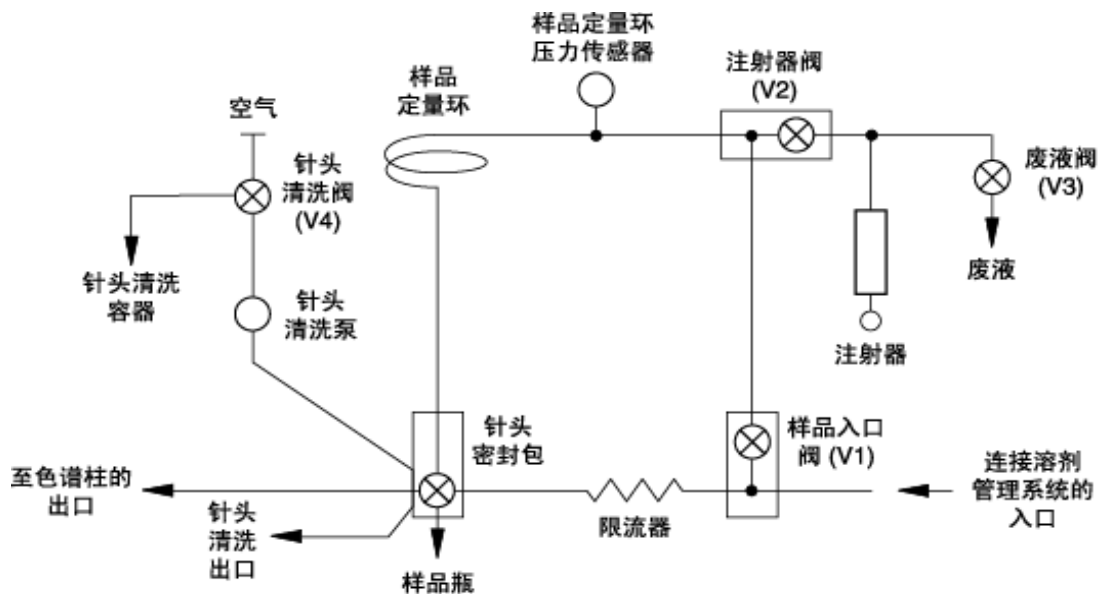 样品定量环
压力传感器
注射器阀
(V2)
样品
定量环
空气
针头
清洗阀
(V4)
废液阀
(V3)
针头清洗
容器
针头
清洗泵
废液
注射器
针头
密封包
样品入口
阀 (V1)
至色谱柱的
出口
连接溶剂
管理系统的
入口
针头
清洗
出口
限流器
样品瓶